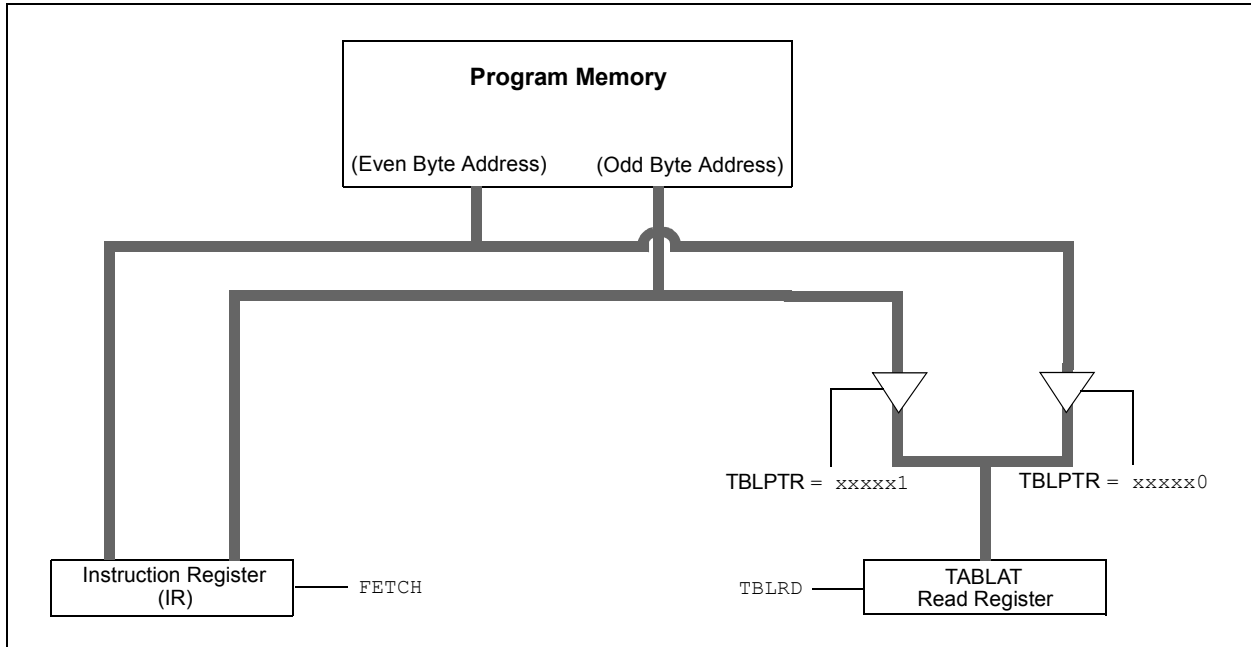 Program Memory
(Even Byte Address)
(Odd Byte Address)
TBLPTR = xxxxx1
TBLPTR = xxxxx0
Instruction Register
(IR)
FETCH
TBLRD
TABLAT
Read Register